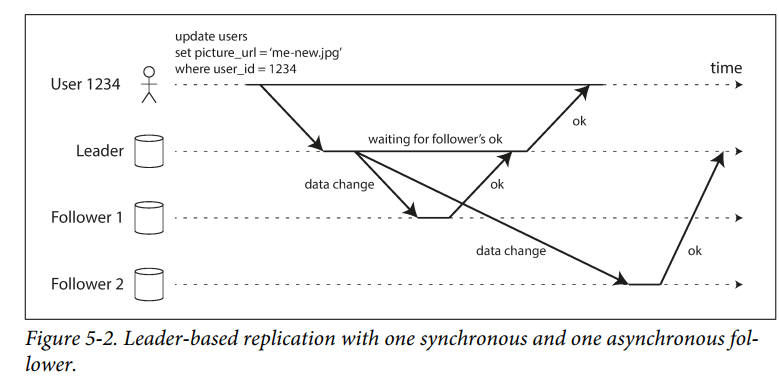 update users
set picture_url = 'me-new.jpg'
where user_id = 1234
time
User 1234
ok
waiting for follower's ok
Leader
data change
ok
Follower 1
data change
ok
Follower 2
Figure 5-2. Leader-based replication with one synchronous and one asynchronous fol-
lower.